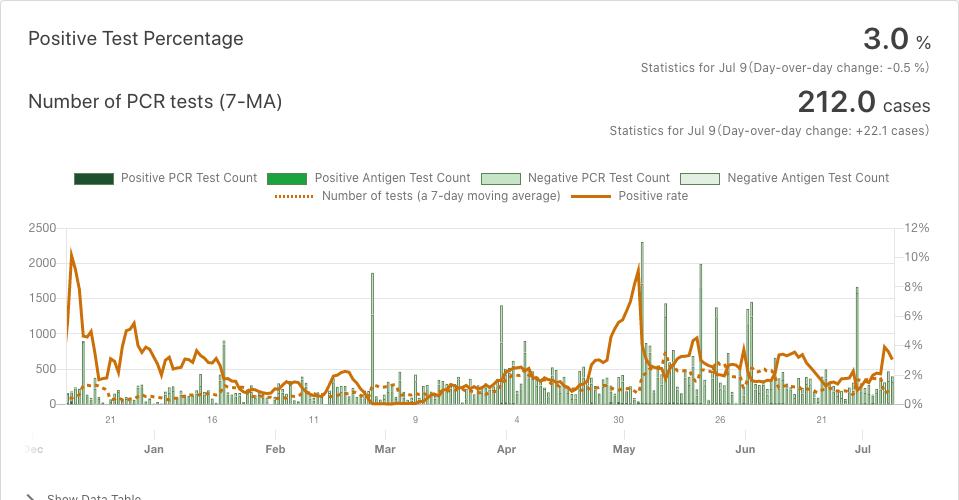 Positive Test Percentage
3.0 %
Statistics for Jul 9(Day-over-day change: -0.5 %)
Number of PCR tests (7-MA)
212.0 cases
Statistics for Jul 9(Day-over-day change: +22.1 cases)
Positive PCR Test Count Positive Antigen Test Count Negative PCR Test Count Negative Antigen Test Count
Number of tests (a 7-day moving average) Positive rate
2500 12%
2000 10%
8%
1500
6%
1000
4%
500
2%
0 0%
21 16 11 9 4 30 26 21
Dec Jan Feb Mar Apr May Jun Jul
Show Data Table